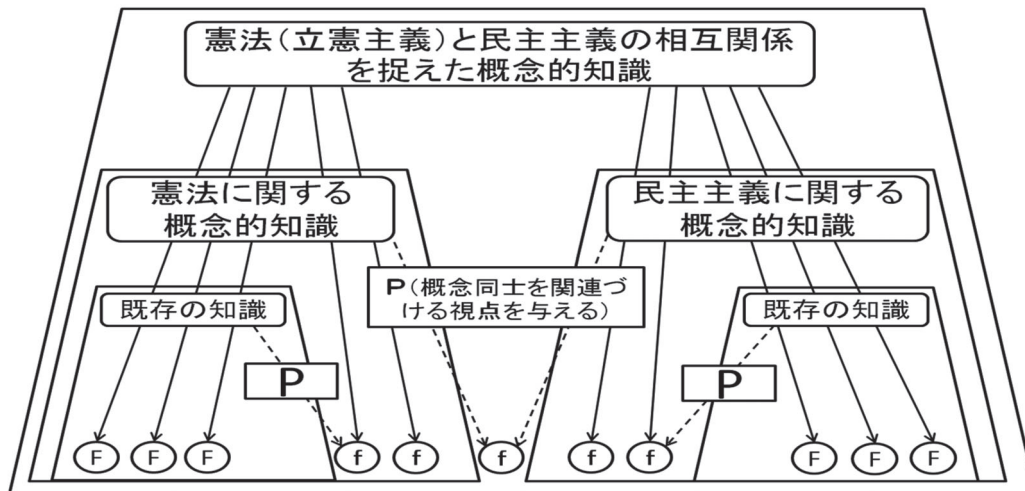 憲法（立憲主義）と民主主義の相互関係
を捉えた概念的知識
憲法に関する
概念的知識
民主主義に関する
概念的知識
P（概念同士を関連づ
ける視点を与える）
既存の知識
既存の知識
P
P
F F F f f f f f F F F